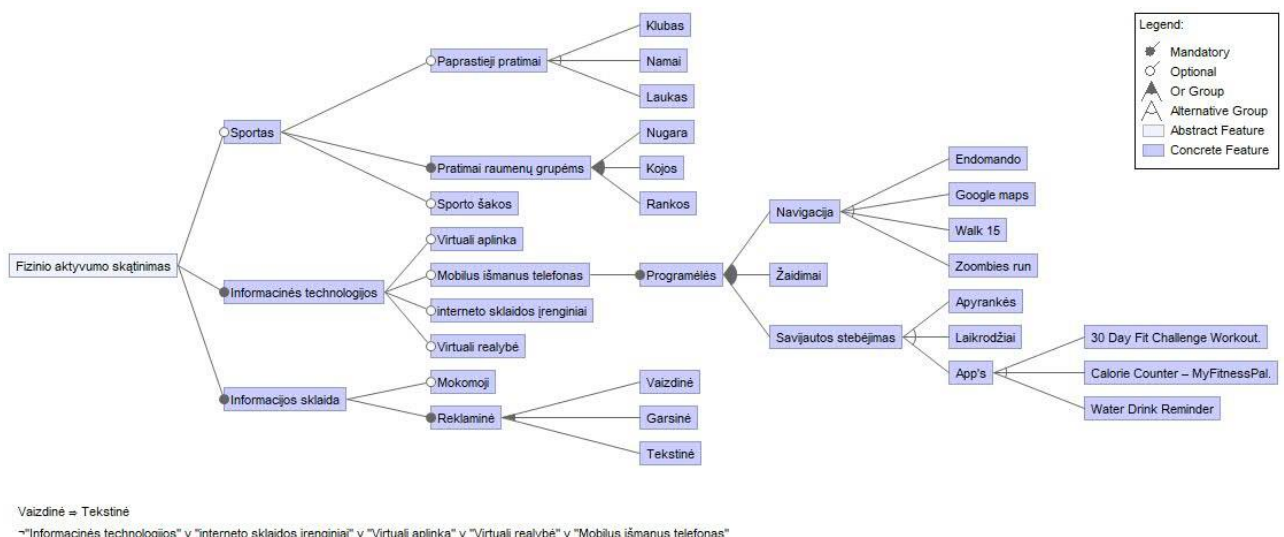 Fizinio aktyvumo skątinimas
Sportas
Paprastieji pratimai
Klubas
Namai
Laukas
Pratimai raumenų grupėms
Nugara
Kojos
Rankos
Sporto šakos
Informacinės technologijos
Virtuali aplinka
Mobilus išmanus telefonas
Programėlės
Navigacija
Endomando
Google maps
Walk 15
Zoombies run
Žaidimai
Savijautos stebėjimas
Apyrankės
Laikrodžiai
App's
30 Day Fit Challenge Workout.
Calorie Counter – MyFitnessPal.
Water Drink Reminder
interneto sklaidos įrenginiai
Virtuali realybė
Informacijos sklaida
Mokomoji
Reklaminė
Vaizdinė
Garsinė
Tekstinė
Legend:
Mandatory
Optional
Or Group
Alternative Group
Abstract Feature
Concrete Feature
Vaizdinė ⇒ Tekstinė
¬"Informacinės technologijos" ∨ "interneto sklaidos įrenginiai" ∨ "Virtuali aplinka" ∨ "Virtuali realybė" ∨ "Mobilus išmanus telefonas"